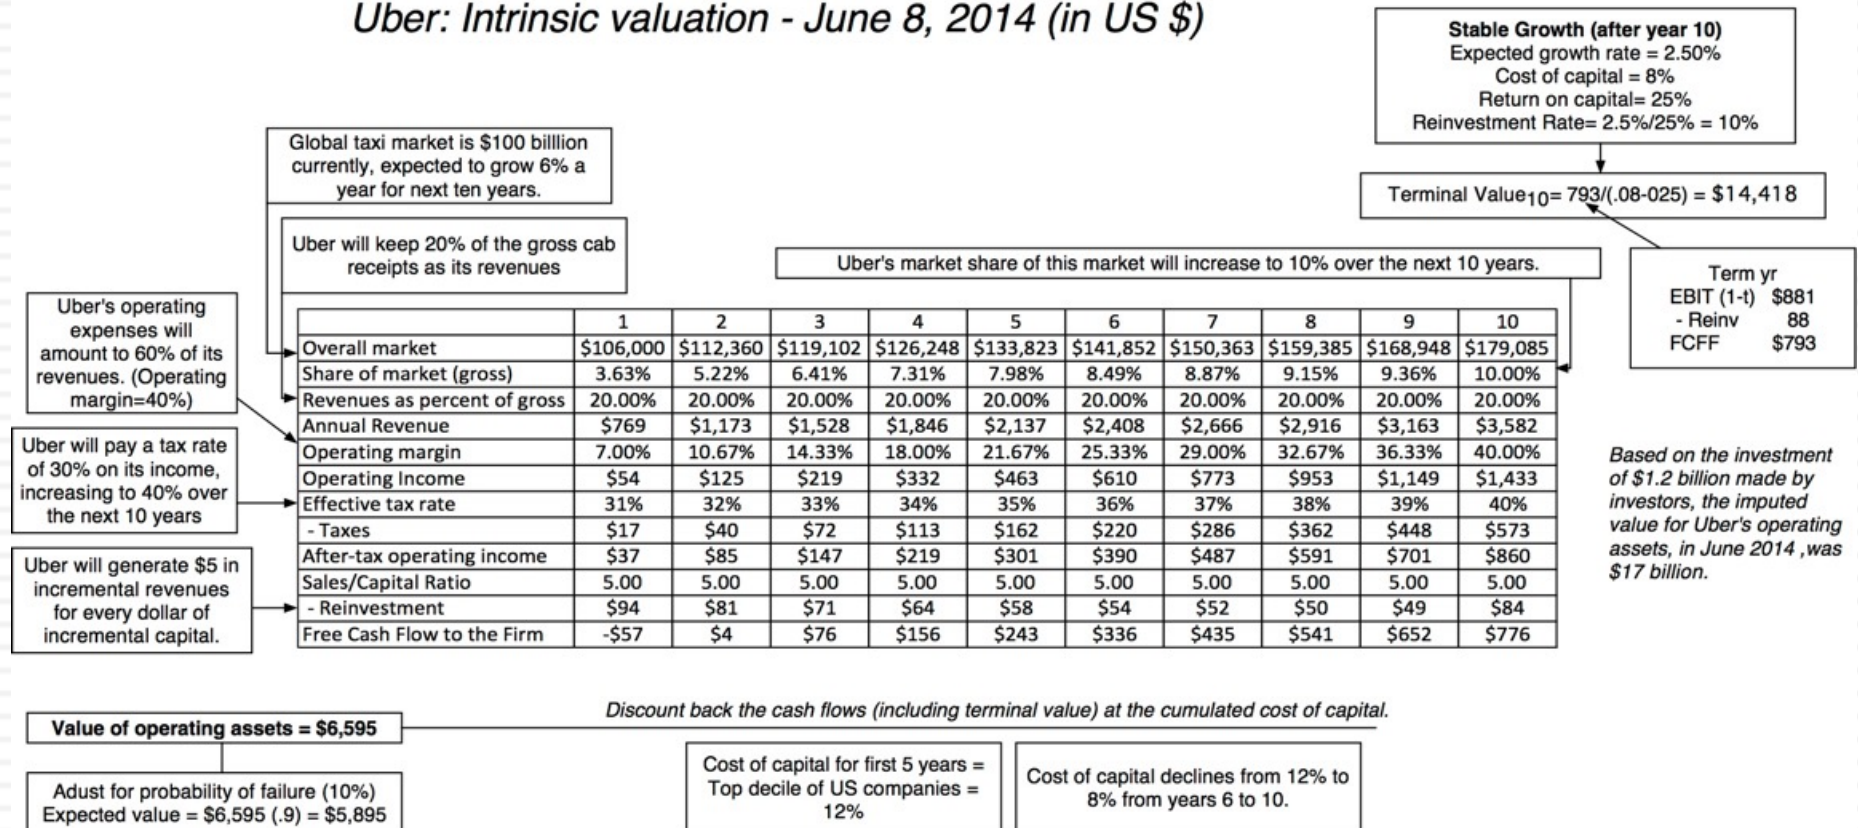 Uber: Intrinsic valuation - June 8, 2014 (in US $)
Stable Growth (after year 10)
Expected growth rate = 2.50%
Cost of capital = 8%
Return on capital= 25%
Reinvestment Rate= 2.5%/25% = 10%
Global taxi market is $100 billlion
currently, expected to grow 6% a
year for next ten years.
Terminal Value10= 793/(.08-025) = $14,418
Uber will keep 20% of the gross cab
receipts as its revenues
Uber's market share of this market will increase to 10% over the next 10 years.
Term yr
EBIT (1-t) $881
- Reinv 88
FCFF $793
Uber's operating
expenses will
amount to 60% of its
revenues. (Operating
margin=40%)
Uber will pay a tax rate
of 30% on its income,
increasing to 40% over
the next 10 years
Uber will generate $5 in
incremental revenues
for every dollar of
incremental capital.
1 2 3 4 5 6 7 8 9 10
Overall market $106,000 $112,360 $119,102 $126,248 $133,823 $141,852 $150,363 $159,385 $168,948 $179,085
Share of market (gross) 3.63% 5.22% 6.41% 7.31% 7.98% 8.49% 8.87% 9.15% 9.36% 10.00%
Revenues as percent of gross 20.00% 20.00% 20.00% 20.00% 20.00% 20.00% 20.00% 20.00% 20.00% 20.00%
Annual Revenue $769 $1,173 $1,528 $1,846 $2,137 $2,408 $2,666 $2,916 $3,163 $3,582
Operating margin 7.00% 10.67% 14.33% 18.00% 21.67% 25.33% 29.00% 32.67% 36.33% 40.00%
Operating Income $54 $125 $219 $332 $463 $610 $773 $953 $1,149 $1,433
Effective tax rate 31% 32% 33% 34% 35% 36% 37% 38% 39% 40%
- Taxes $17 $40 $72 $113 $162 $220 $286 $362 $448 $573
After-tax operating income $37 $85 $147 $219 $301 $390 $487 $591 $701 $860
Sales/Capital Ratio 5.00 5.00 5.00 5.00 5.00 5.00 5.00 5.00 5.00 5.00
- Reinvestment $94 $81 $71 $64 $58 $54 $52 $50 $49 $84
Free Cash Flow to the Firm -$57 $4 $76 $156 $243 $336 $435 $541 $652 $776
Based on the investment
of $1.2 billion made by
investors, the imputed
value for Uber's operating
assets, in June 2014 ,was
$17 billion.
Discount back the cash flows (including terminal value) at the cumulated cost of capital.
Value of operating assets = $6,595
Adust for probability of failure (10%)
Expected value = $6,595 (.9) = $5,895
Cost of capital for first 5 years =
Top decile of US companies =
12%
Cost of capital declines from 12% to
8% from years 6 to 10.